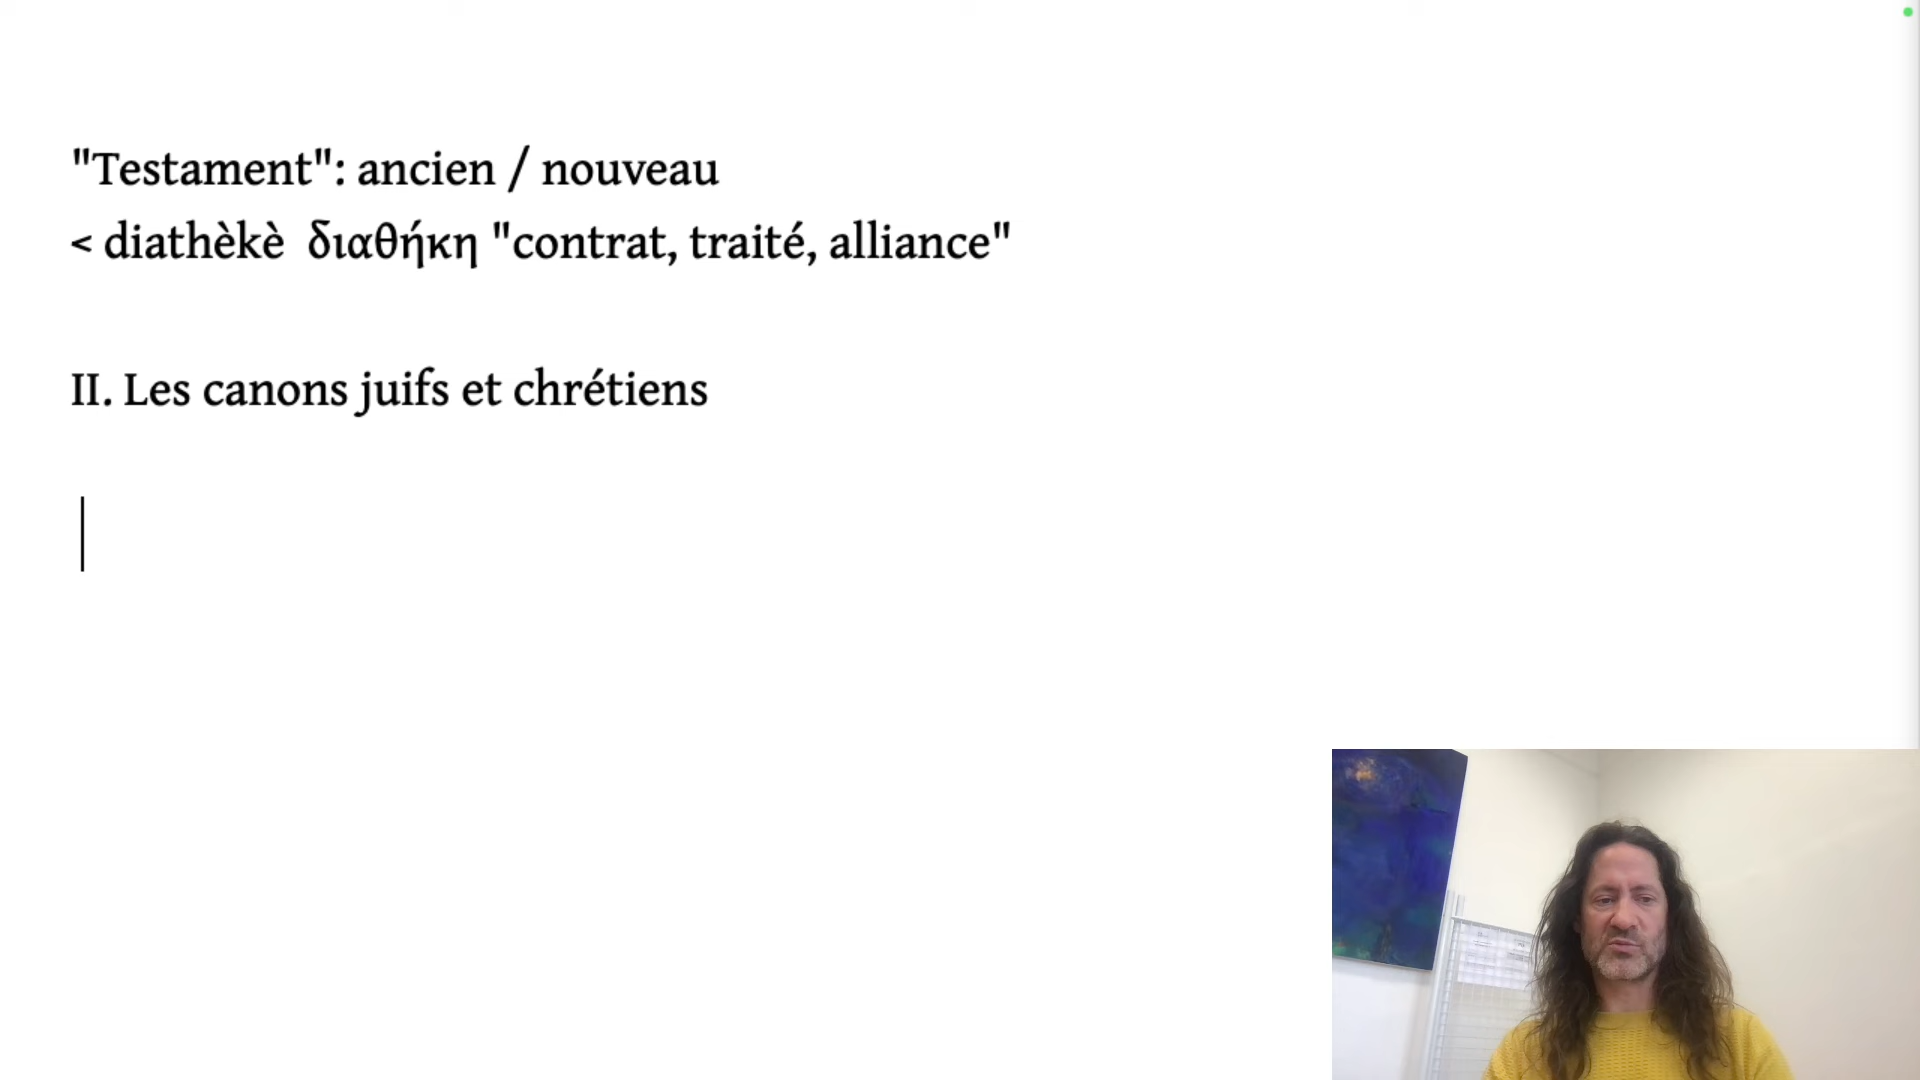 "Testament": ancien / nouveau
< diathèkè διαθήκη "contrat, traité, alliance"
II. Les canons juifs et chrétiens